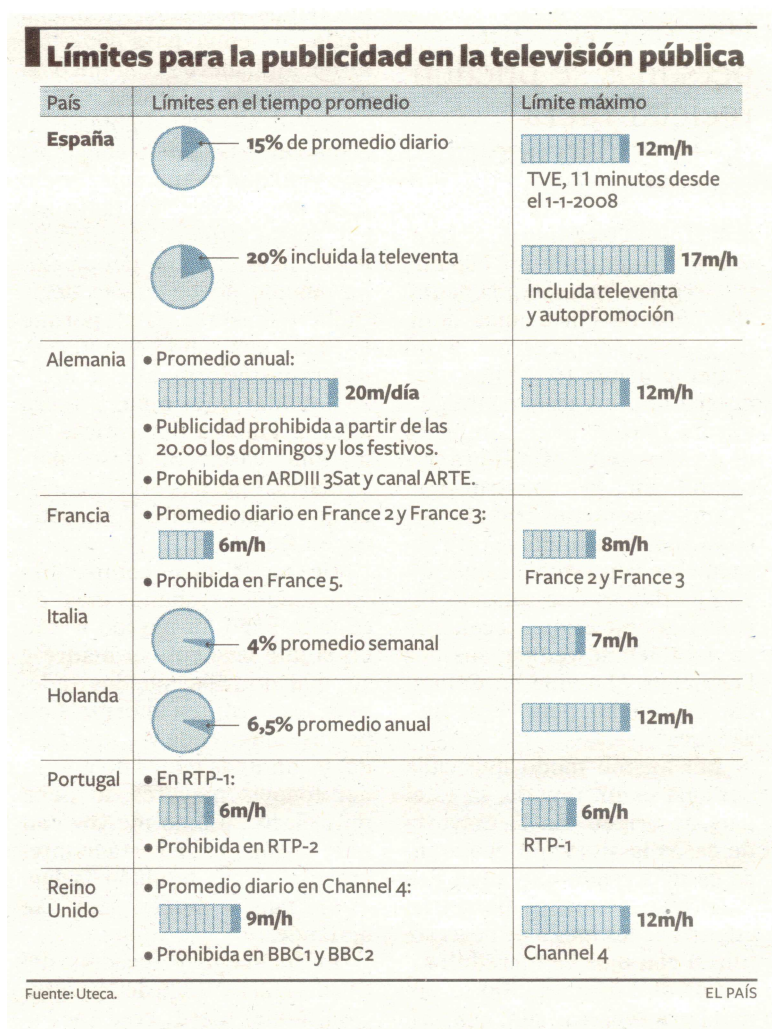 Límites para la publicidad en la televisión pública
País Límites en el tiempo promedio Límite máximo
España
15% de promedio diario
12m/h
TVE, 11 minutos desde
el 1-1-2008
20% incluida la televenta
17m/h
Incluida televenta
y autopromoción
Alemania
• Promedio anual:
20m/día
• Publicidad prohibida a partir de las
20.00 los domingos y los festivos.
• Prohibida en ARDIII 3Sat y canal ARTE.
12m/h
Francia
• Promedio diario en France 2 y France 3:
6m/h
• Prohibida en France 5.
8m/h
France 2 y France 3
Italia
4% promedio semanal
7m/h
Holanda
6,5% promedio anual
12m/h
Portugal
• En RTP-1:
6m/h
• Prohibida en RTP-2
6m/h
RTP-1
Reino
Unido
• Promedio diario en Channel 4:
9m/h
• Prohibida en BBC1 y BBC2
12m/h
Channel 4
Fuente: Uteca.
EL PAÍS